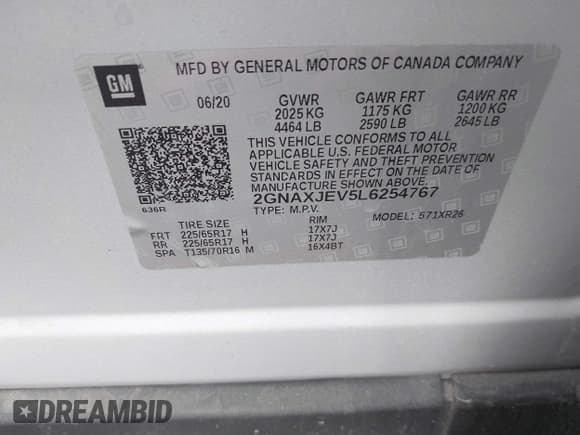 GM
MFD BY GENERAL MOTORS OF CANADA COMPANY
06/20 GVWR GAWR FRT GAWR RR
2025 KG 1175 KG 1200 KG
4464 LB 2590 LB 2645 LB
THIS VEHICLE CONFORMS TO ALL
APPLICABLE U.S. FEDERAL MOTOR
VEHICLE SAFETY AND THEFT PREVENTION
STANDARDS IN EFFECT ON THE DATE OF
MANUFACTURE SHOWN ABOVE.
2GNAXJEV5L6254767
636R
TYPE: M.P.V. MODEL: 571XR26
TIRE SIZE RIM
FRT 225/65R17 H 17X7J
RR 225/65R17 H 17X7J
SPA T135/70R16 M 16X4BT
DREAMBID